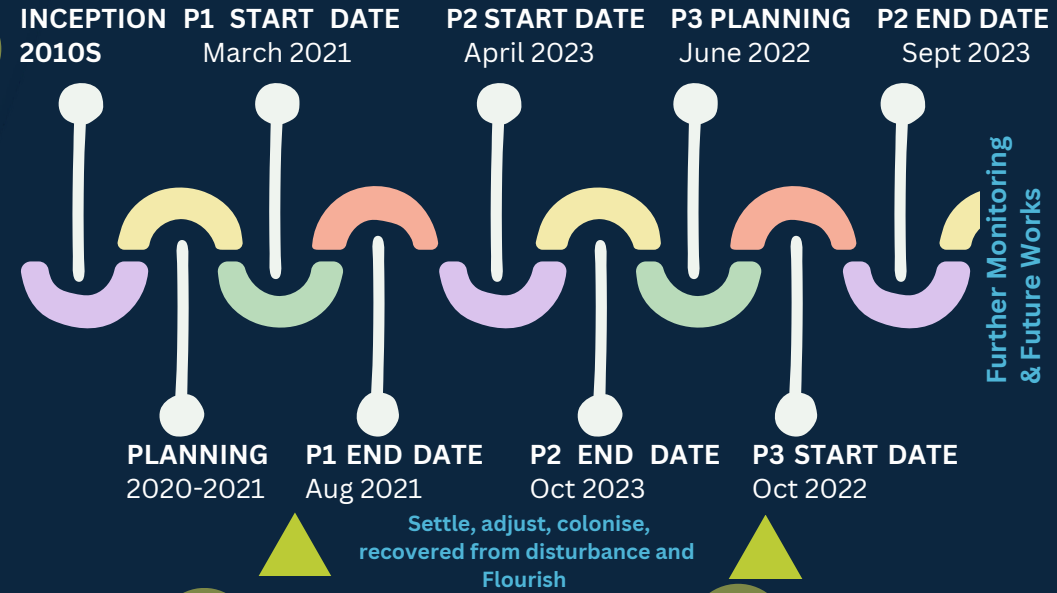 INCEPTION
2010S
P1 START DATE
March 2021
P2 START DATE
April 2023
P3 PLANNING
June 2022
P2 END DATE
Sept 2023
Further Monitoring
& Future Works
PLANNING
2020-2021
P1 END DATE
Aug 2021
P2 END DATE
Oct 2023
P3 START DATE
Oct 2022
Settle, adjust, colonise,
recovered from disturbance and
Flourish